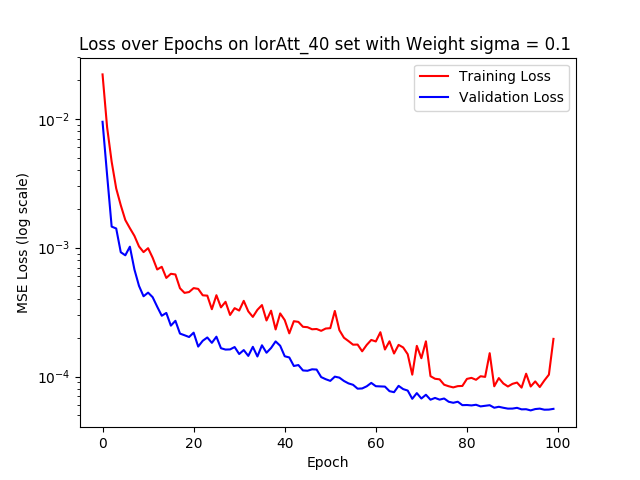 Loss over Epochs on lorAtt_40 set with Weight sigma = 0.1
Training Loss
Validation Loss
MSE Loss (log scale)
10⁻²
10⁻³
10⁻⁴
0 20 40 60 80 100
Epoch